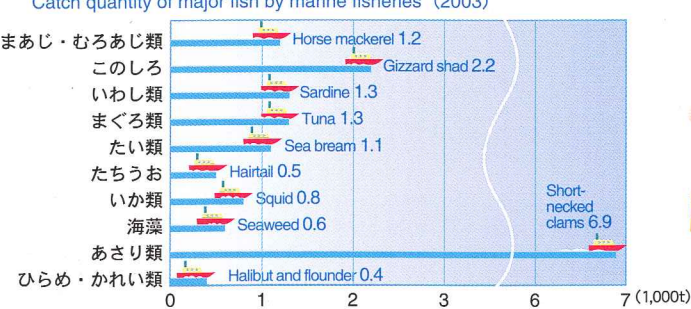 Catch quantity of major fish by marine fisheries (2003)
まあじ・むろあじ類 Horse mackerel 1.2
このしろ Gizzard shad 2.2
いわし類 Sardine 1.3
まぐろ類 Tuna 1.3
たい類 Sea bream 1.1
たちうお Hairtail 0.5
いか類 Squid 0.8
海藻 Seaweed 0.6
Short-
necked
clams 6.9
あさり類
ひらめ・かれい類 Halibut and flounder 0.4
0 1 2 3 6 7 (1,000t)